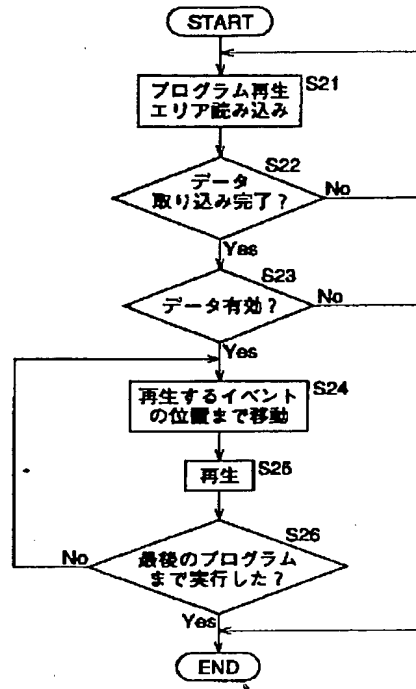 START
S21
プログラム再生
エリア読み込み
S22
データ
取り込み完了？
No
Yes
S23
データ有効？
No
Yes
S24
再生するイベント
の位置まで移動
S25
再生
S26
最後のプログラム
まで実行した？
No
Yes
END